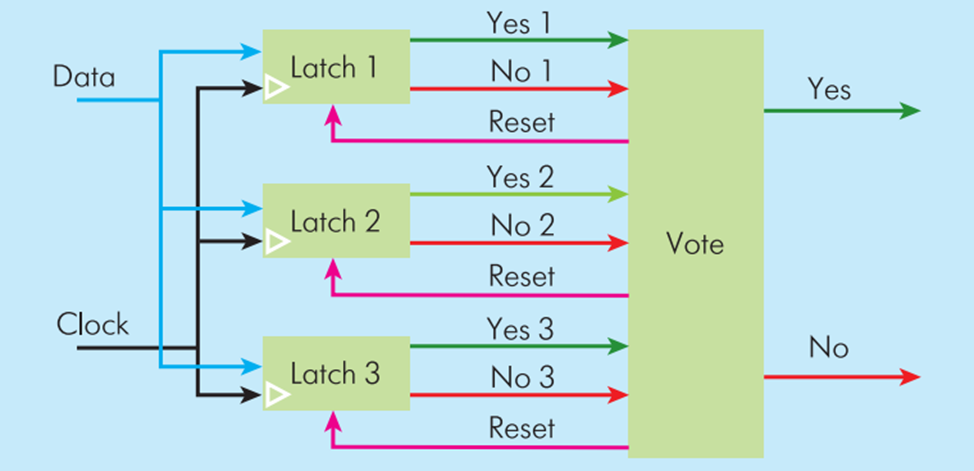 Data
Clock
Latch 1
Yes 1
No 1
Reset
Latch 2
Yes 2
No 2
Reset
Latch 3
Yes 3
No 3
Reset
Vote
Yes
No